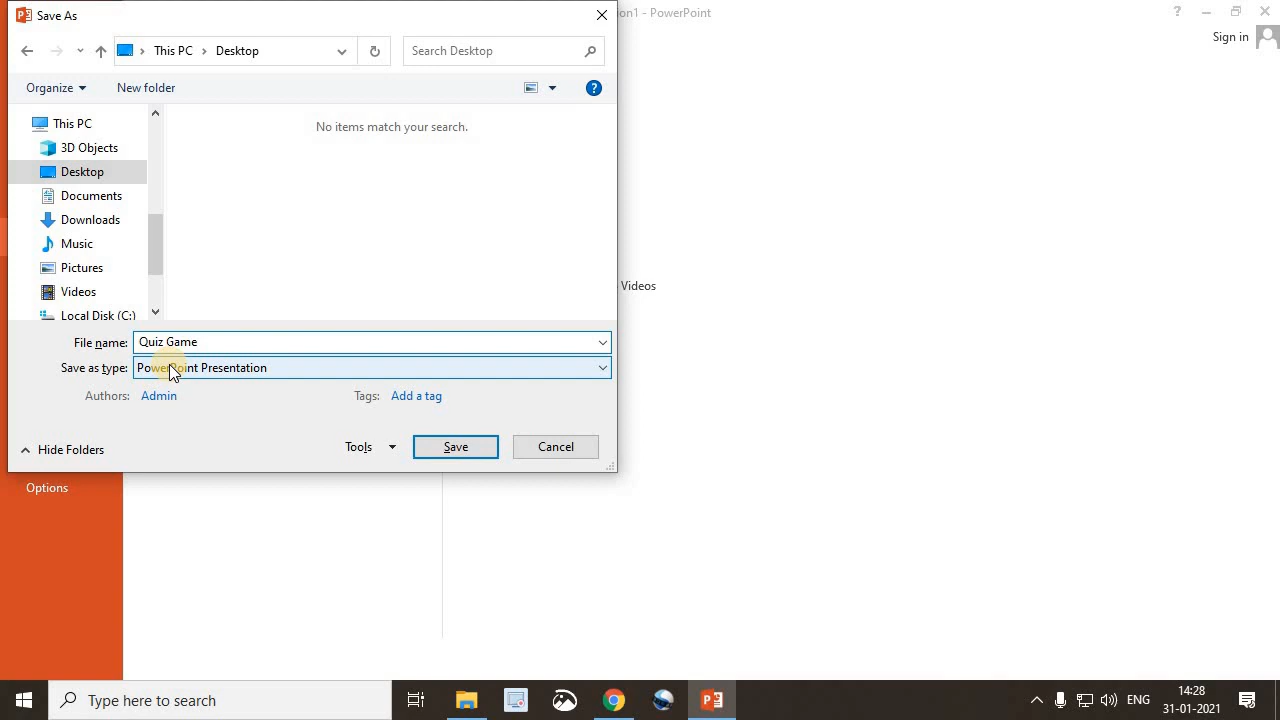 Save As
ion1 - PowerPoint
?
Sign in
This PC
Desktop
Search Desktop
Organize
New folder
?
This PC
3D Objects
Desktop
Documents
Downloads
Music
Pictures
Videos
Local Disk (C:)
No items match your search.
Videos
File name:
Quiz Game
Save as type:
PowerPoint Presentation
Authors:
Admin
Tags:
Add a tag
Hide Folders
Tools
Save
Cancel
Options
Type here to search
ENG
14:28
31-01-2021